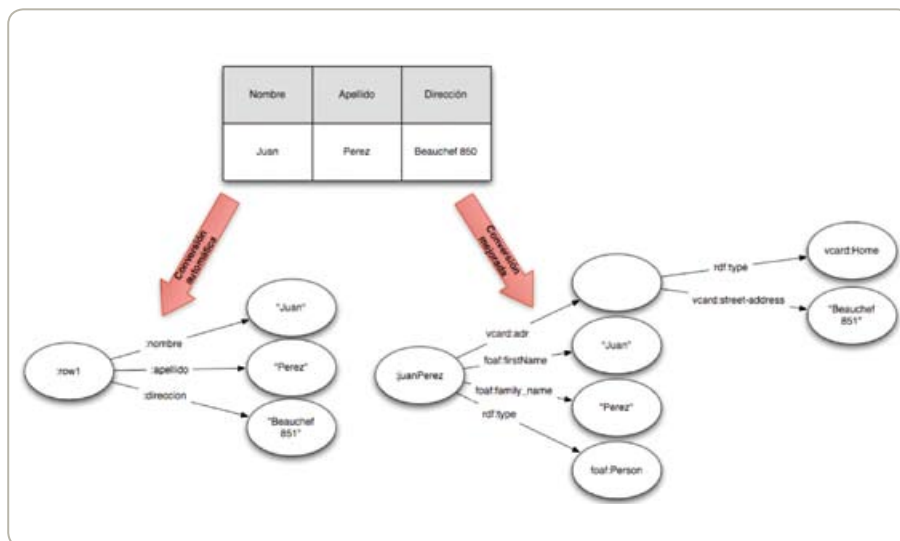 Nombre
Apellido
Dirección
Juan
Perez
Beauchef 850
Conversión
automática
Conversión
mejorada
:row1
:nombre
:apellido
:direccion
"Juan"
"Perez"
"Beauchef
851"
:juanPerez
vcard:adr
foaf:firstName
foaf:family_name
rdf:type
"Juan"
"Perez"
foaf:Person
rdf:type
vcard:street-address
vcard:Home
"Beauchef
851"